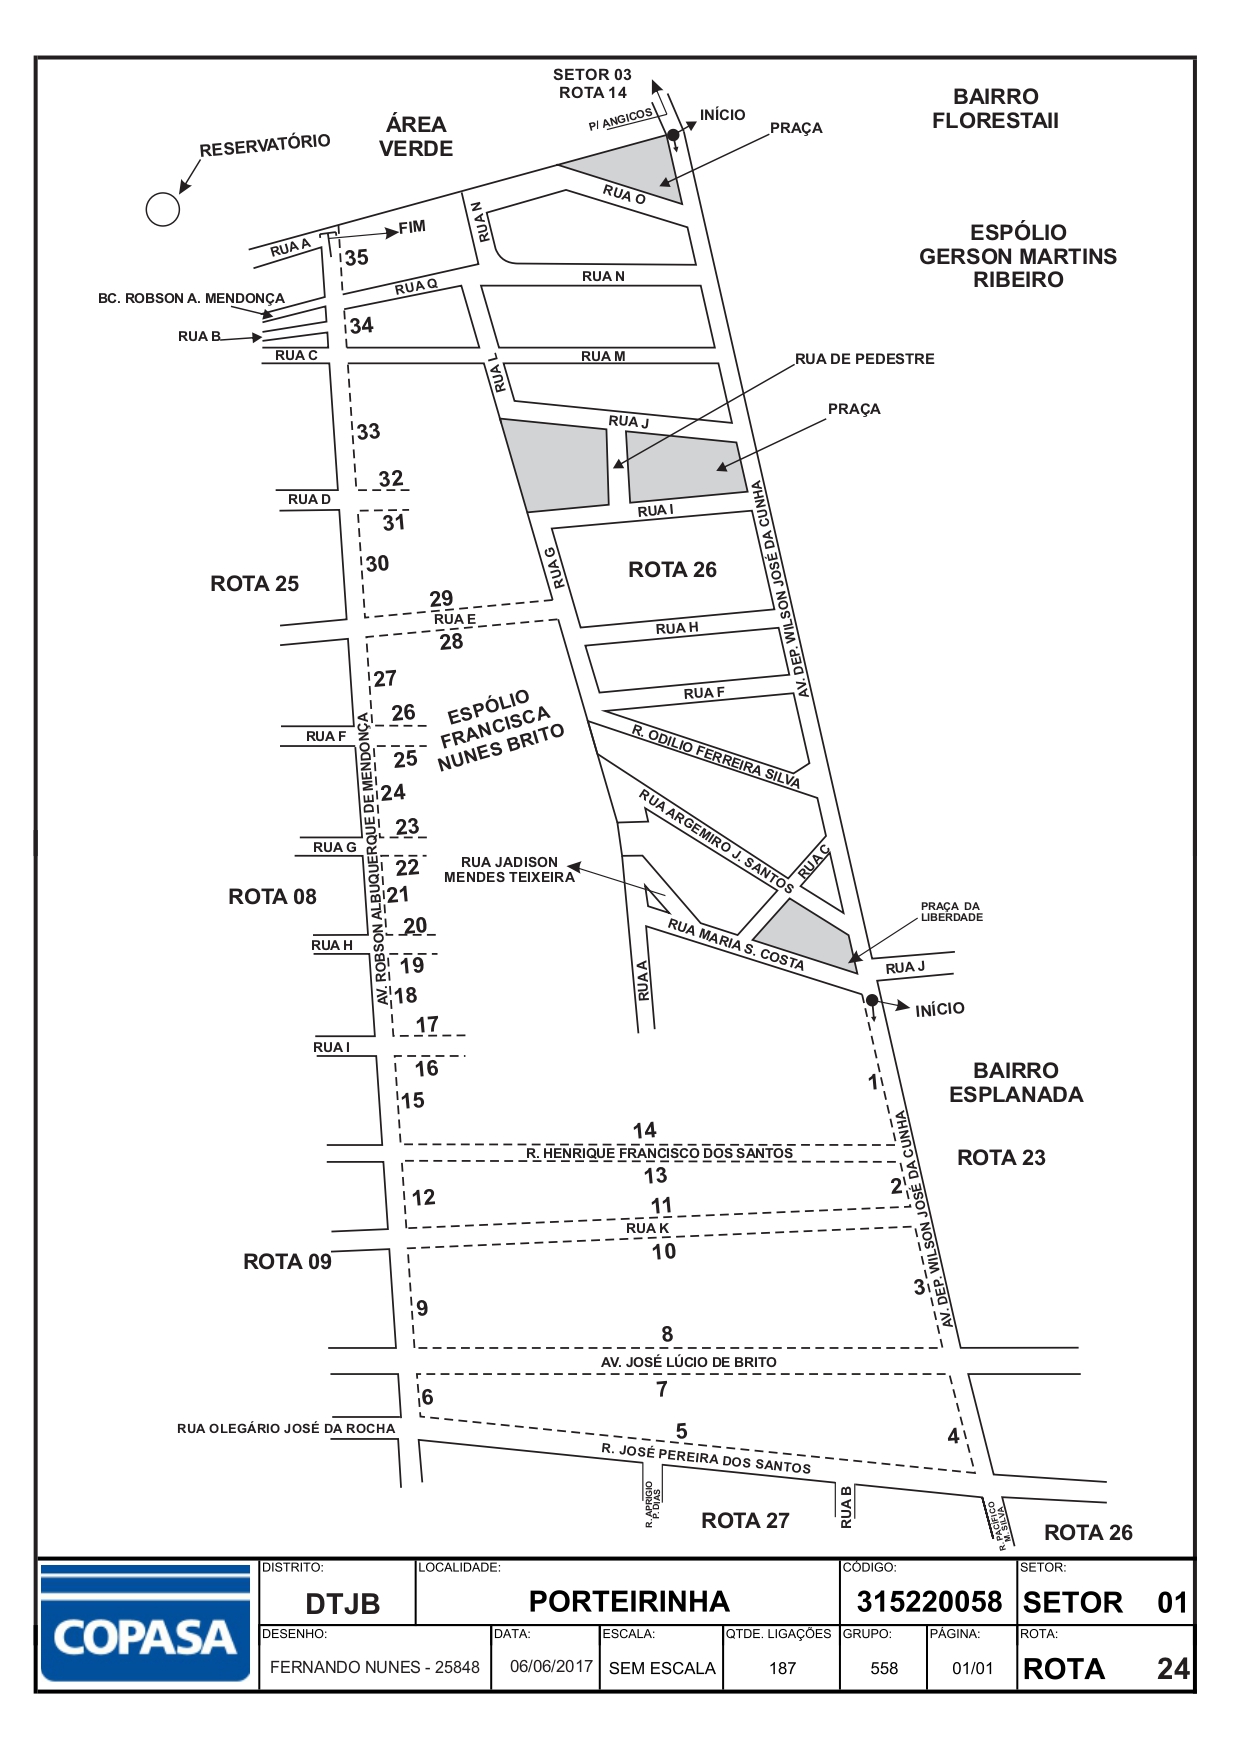 SETOR 03
ROTA 14
P/ ANGICOS
INÍCIO
PRAÇA
BAIRRO
FLORESTAII
ÁREA
VERDE
RESERVATÓRIO
RUA O
RUA N
FIM
RUA A
35
ESPÓLIO
GERSON MARTINS
RIBEIRO
RUA N
RUA Q
BC. ROBSON A. MENDONÇA
34
RUA B
RUA C
RUA L
RUA M
RUA DE PEDESTRE
PRAÇA
RUA J
33
32
RUA D
31
RUA I
AV. DEP. WILSON JOSÉ DA CUNHA
30
RUA G
ROTA 26
ROTA 25
29
RUA E
28
RUA H
27
RUA F
26
RUA F
25
ESPÓLIO
FRANCISCA
NUNES BRITO
R. ODILIO FERREIRA SILVA
AV. ROBSON ALBUQUERQUE DE MENDONÇA
24
RUA ARGEMIRO J. SANTOS
23
RUA G
22
RUA C
RUA JADISON
MENDES TEIXEIRA
ROTA 08
21
20
PRAÇA DA
LIBERDADE
RUA H
19
RUA MARIA S. COSTA
RUA J
RUA A
18
INÍCIO
17
RUA I
16
15
1
BAIRRO
ESPLANADA
14
R. HENRIQUE FRANCISCO DOS SANTOS
ROTA 23
13
12
2
11
RUA K
10
AV. DEP. WILSON JOSÉ DA CUNHA
ROTA 09
3
9
8
AV. JOSÉ LÚCIO DE BRITO
7
6
RUA OLEGÁRIO JOSÉ DA ROCHA
5
4
R. JOSÉ PEREIRA DOS SANTOS
R. APRIGIO
P. DIAS
ROTA 27
RUA B
R. PACÍFICO
M. SILVA
ROTA 26
COPASA
DISTRITO:
DTJB
LOCALIDADE:
PORTEIRINHA
CÓDIGO:
315220058
SETOR:
SETOR 01
DESENHO:
FERNANDO NUNES - 25848
DATA:
06/06/2017
ESCALA:
SEM ESCALA
QTDE. LIGAÇÕES
187
GRUPO:
558
PÁGINA:
01/01
ROTA:
ROTA 24